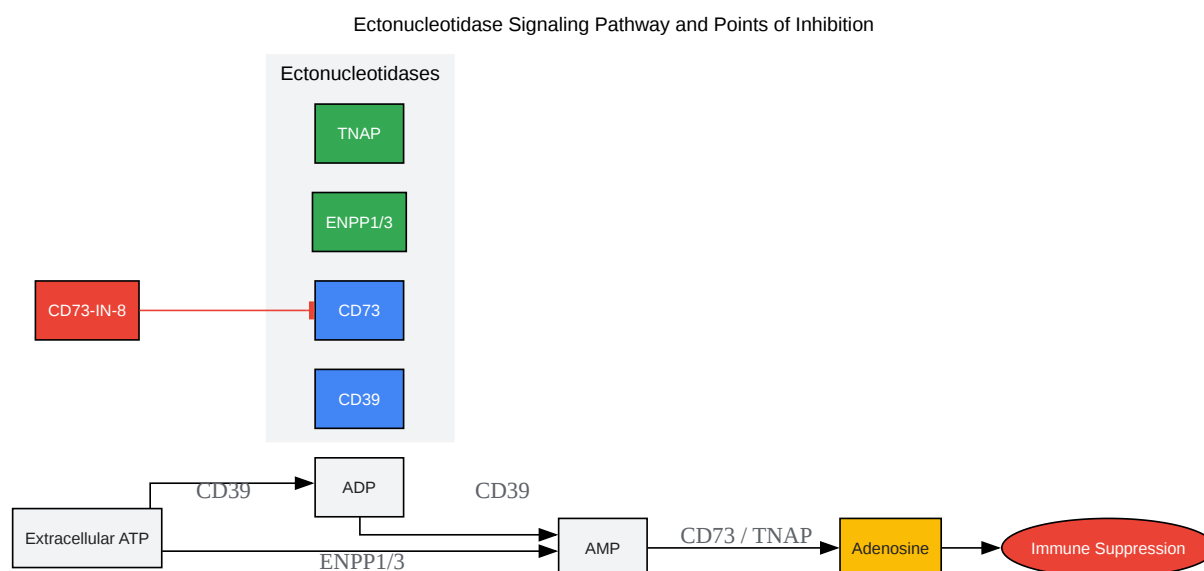 Ectonucleotidase Signaling Pathway and Points of Inhibition
Ectonucleotidases
TNAP
ENPP1/3
CD73-IN-8
CD73
CD39
CD39
ADP
CD39
Extracellular ATP
ENPP1/3
AMP
CD73 / TNAP
Adenosine
Immune Suppression